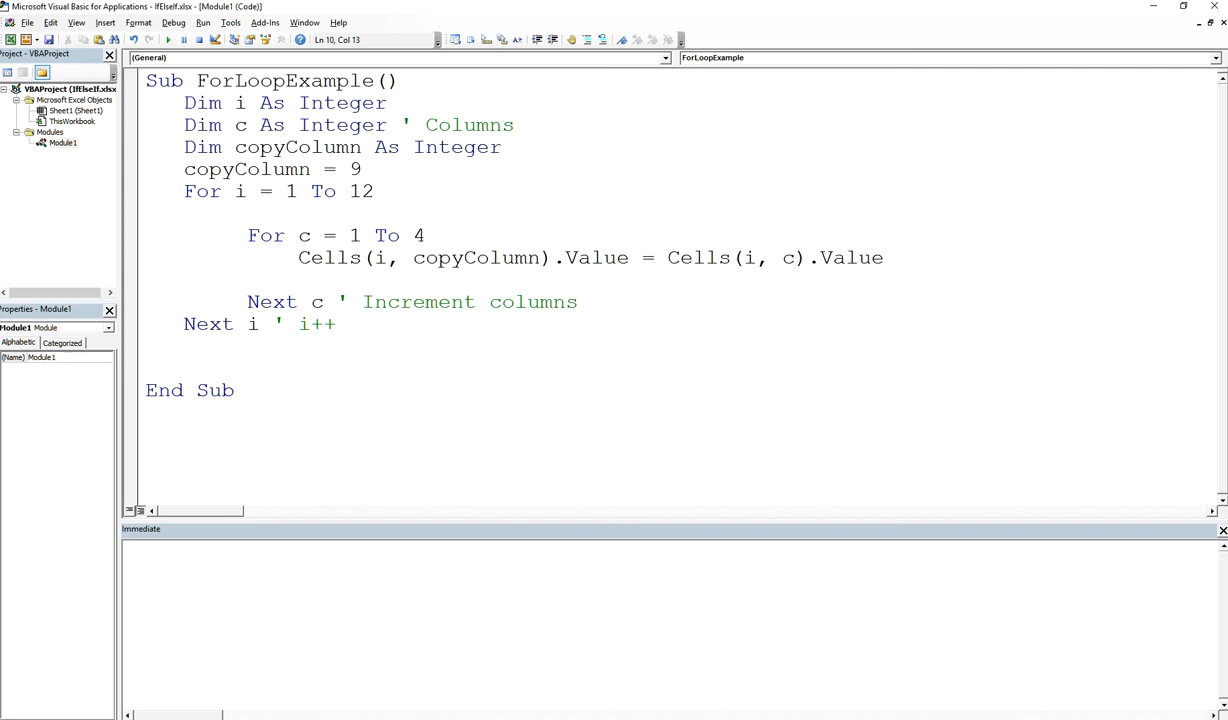 Microsoft Visual Basic for Applications - IfElseIf.xlsx - [Module1 (Code)]
File Edit View Insert Format Debug Run Tools Add-Ins Window Help
Ln 10, Col 13
Project - VBAProject
(General) ForLoopExample
VBAProject (IfElseIf.xlsx
Microsoft Excel Objects
Sheet1 (Sheet1)
ThisWorkbook
Modules
Module1
Sub ForLoopExample()
Dim i As Integer
Dim c As Integer ' Columns
Dim copyColumn As Integer
copyColumn = 9
For i = 1 To 12
For c = 1 To 4
Cells(i, copyColumn).Value = Cells(i, c).Value
Next c ' Increment columns
Next i ' i++
End Sub
Properties - Module1
Module1 Module
Alphabetic Categorized
(Name) Module1
Immediate